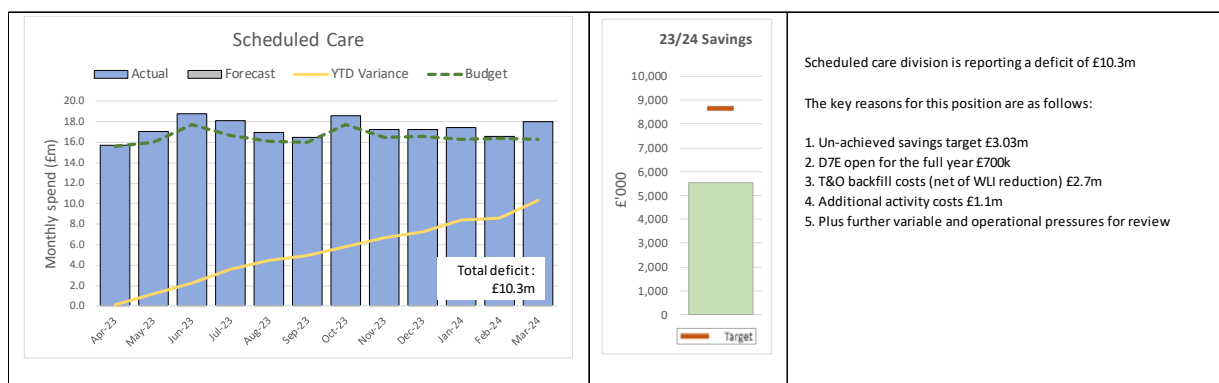 Scheduled Care
Actual Forecast YTD Variance Budget
Monthly spend (£m)
20.0
18.0
16.0
14.0
12.0
10.0
8.0
6.0
4.0
2.0
0.0
Total deficit :
£10.3m
Apr-23 May-23 Jun-23 Jul-23 Aug-23 Sep-23 Oct-23 Nov-23 Dec-23 Jan-24 Feb-24 Mar-24
23/24 Savings
£'000
10,000
9,000
8,000
7,000
6,000
5,000
4,000
3,000
2,000
1,000
0
Target
Scheduled care division is reporting a deficit of £10.3m
The key reasons for this position are as follows:
1. Un-achieved savings target £3.03m
2. D7E open for the full year £700k
3. T&O backfill costs (net of WLI reduction) £2.7m
4. Additional activity costs £1.1m
5. Plus further variable and operational pressures for review